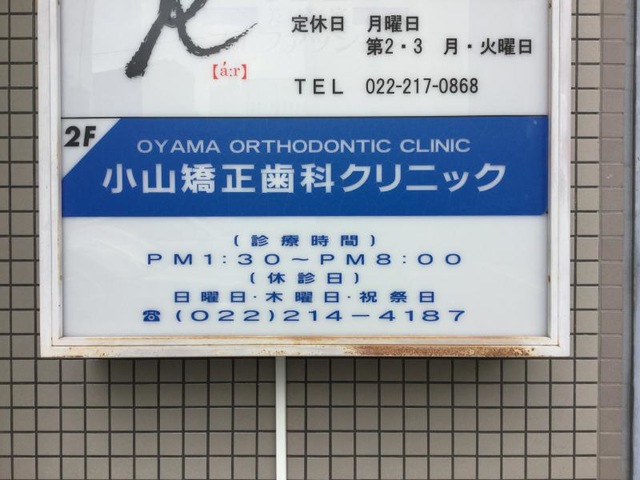 定休日 月曜日
第2・3 月・火曜日
【á:r】
TEL 022-217-0868
2F
OYAMA ORTHODONTIC CLINIC
小山矯正歯科クリニック
(診療時間)
PM1:30～PM8:00
(休診日)
日曜日・木曜日・祝祭日
☎(022)214-4187